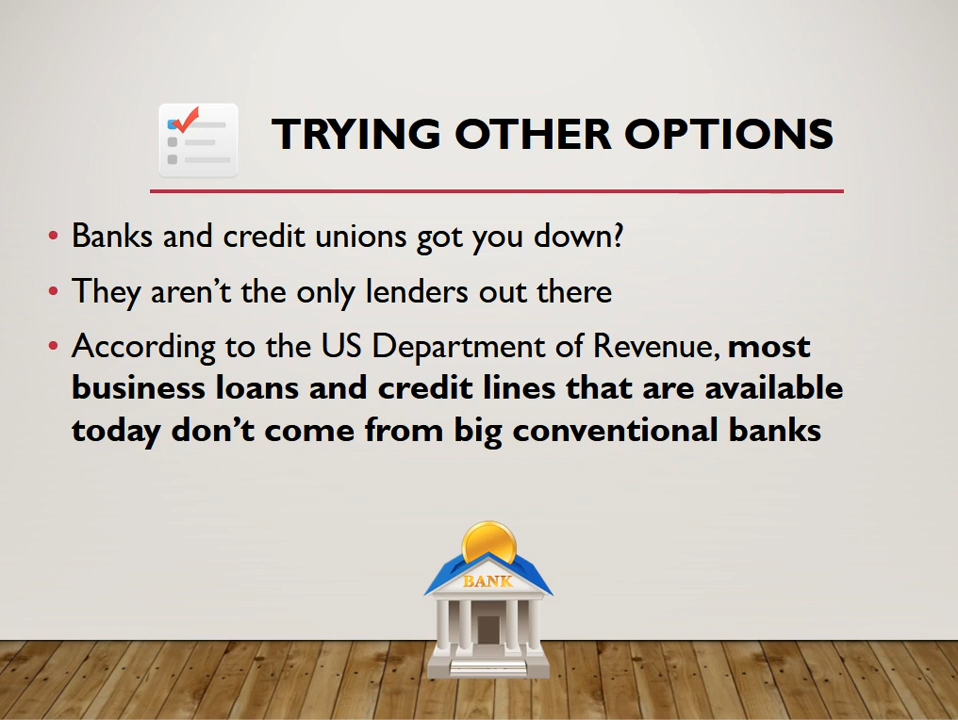 TRYING OTHER OPTIONS
• Banks and credit unions got you down?
• They aren’t the only lenders out there
• According to the US Department of Revenue, most
business loans and credit lines that are available
today don’t come from big conventional banks
BANK